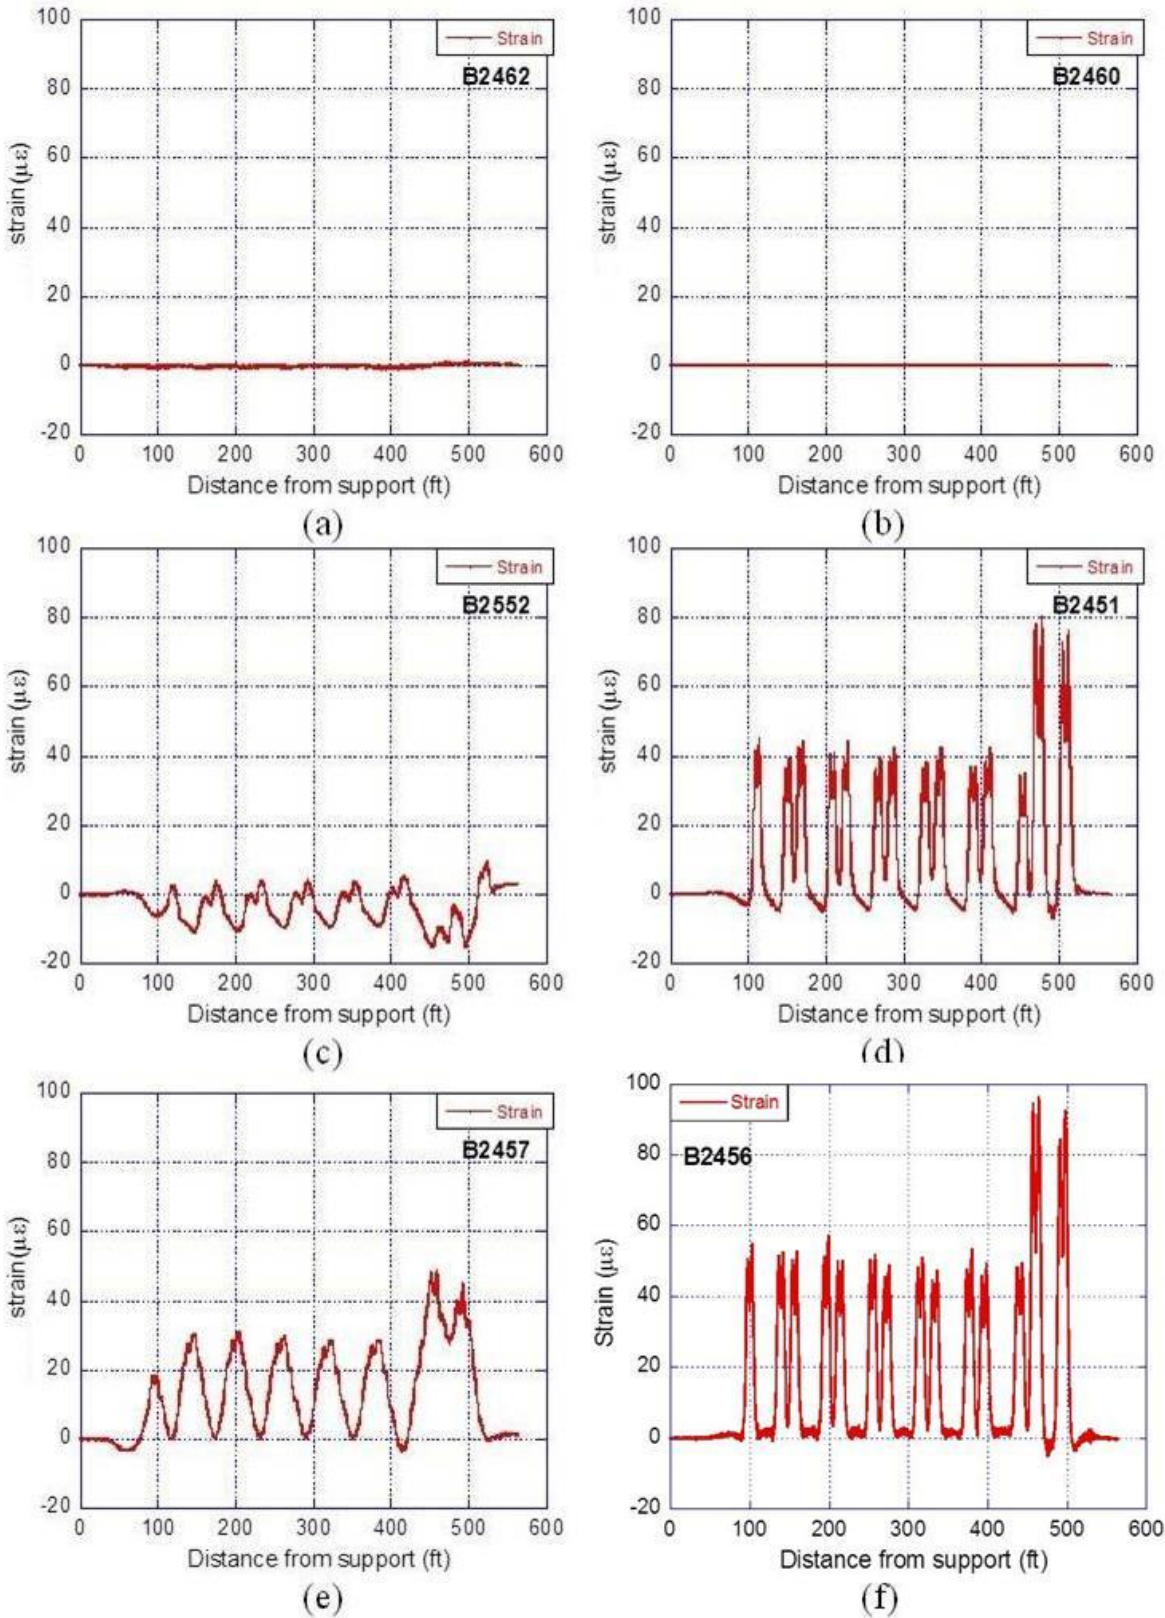 100
80
60
40
20
0
-20
strain (µε)
Strain
B2462
0 100 200 300 400 500 600
Distance from support (ft)
(a)
100
80
60
40
20
0
-20
strain (µε)
Strain
B2460
0 100 200 300 400 500 600
Distance from support (ft)
(b)
100
80
60
40
20
0
-20
strain (µε)
Strain
B2552
0 100 200 300 400 500 600
Distance from support (ft)
(c)
100
80
60
40
20
0
-20
strain (µε)
Strain
B2451
0 100 200 300 400 500 600
Distance from support (ft)
(d)
100
80
60
40
20
0
-20
strain (µε)
Strain
B2457
0 100 200 300 400 500 600
Distance from support (ft)
(e)
100
80
60
40
20
0
-20
Strain (µε)
Strain
B2456
0 100 200 300 400 500 600
Distance from support (ft)
(f)